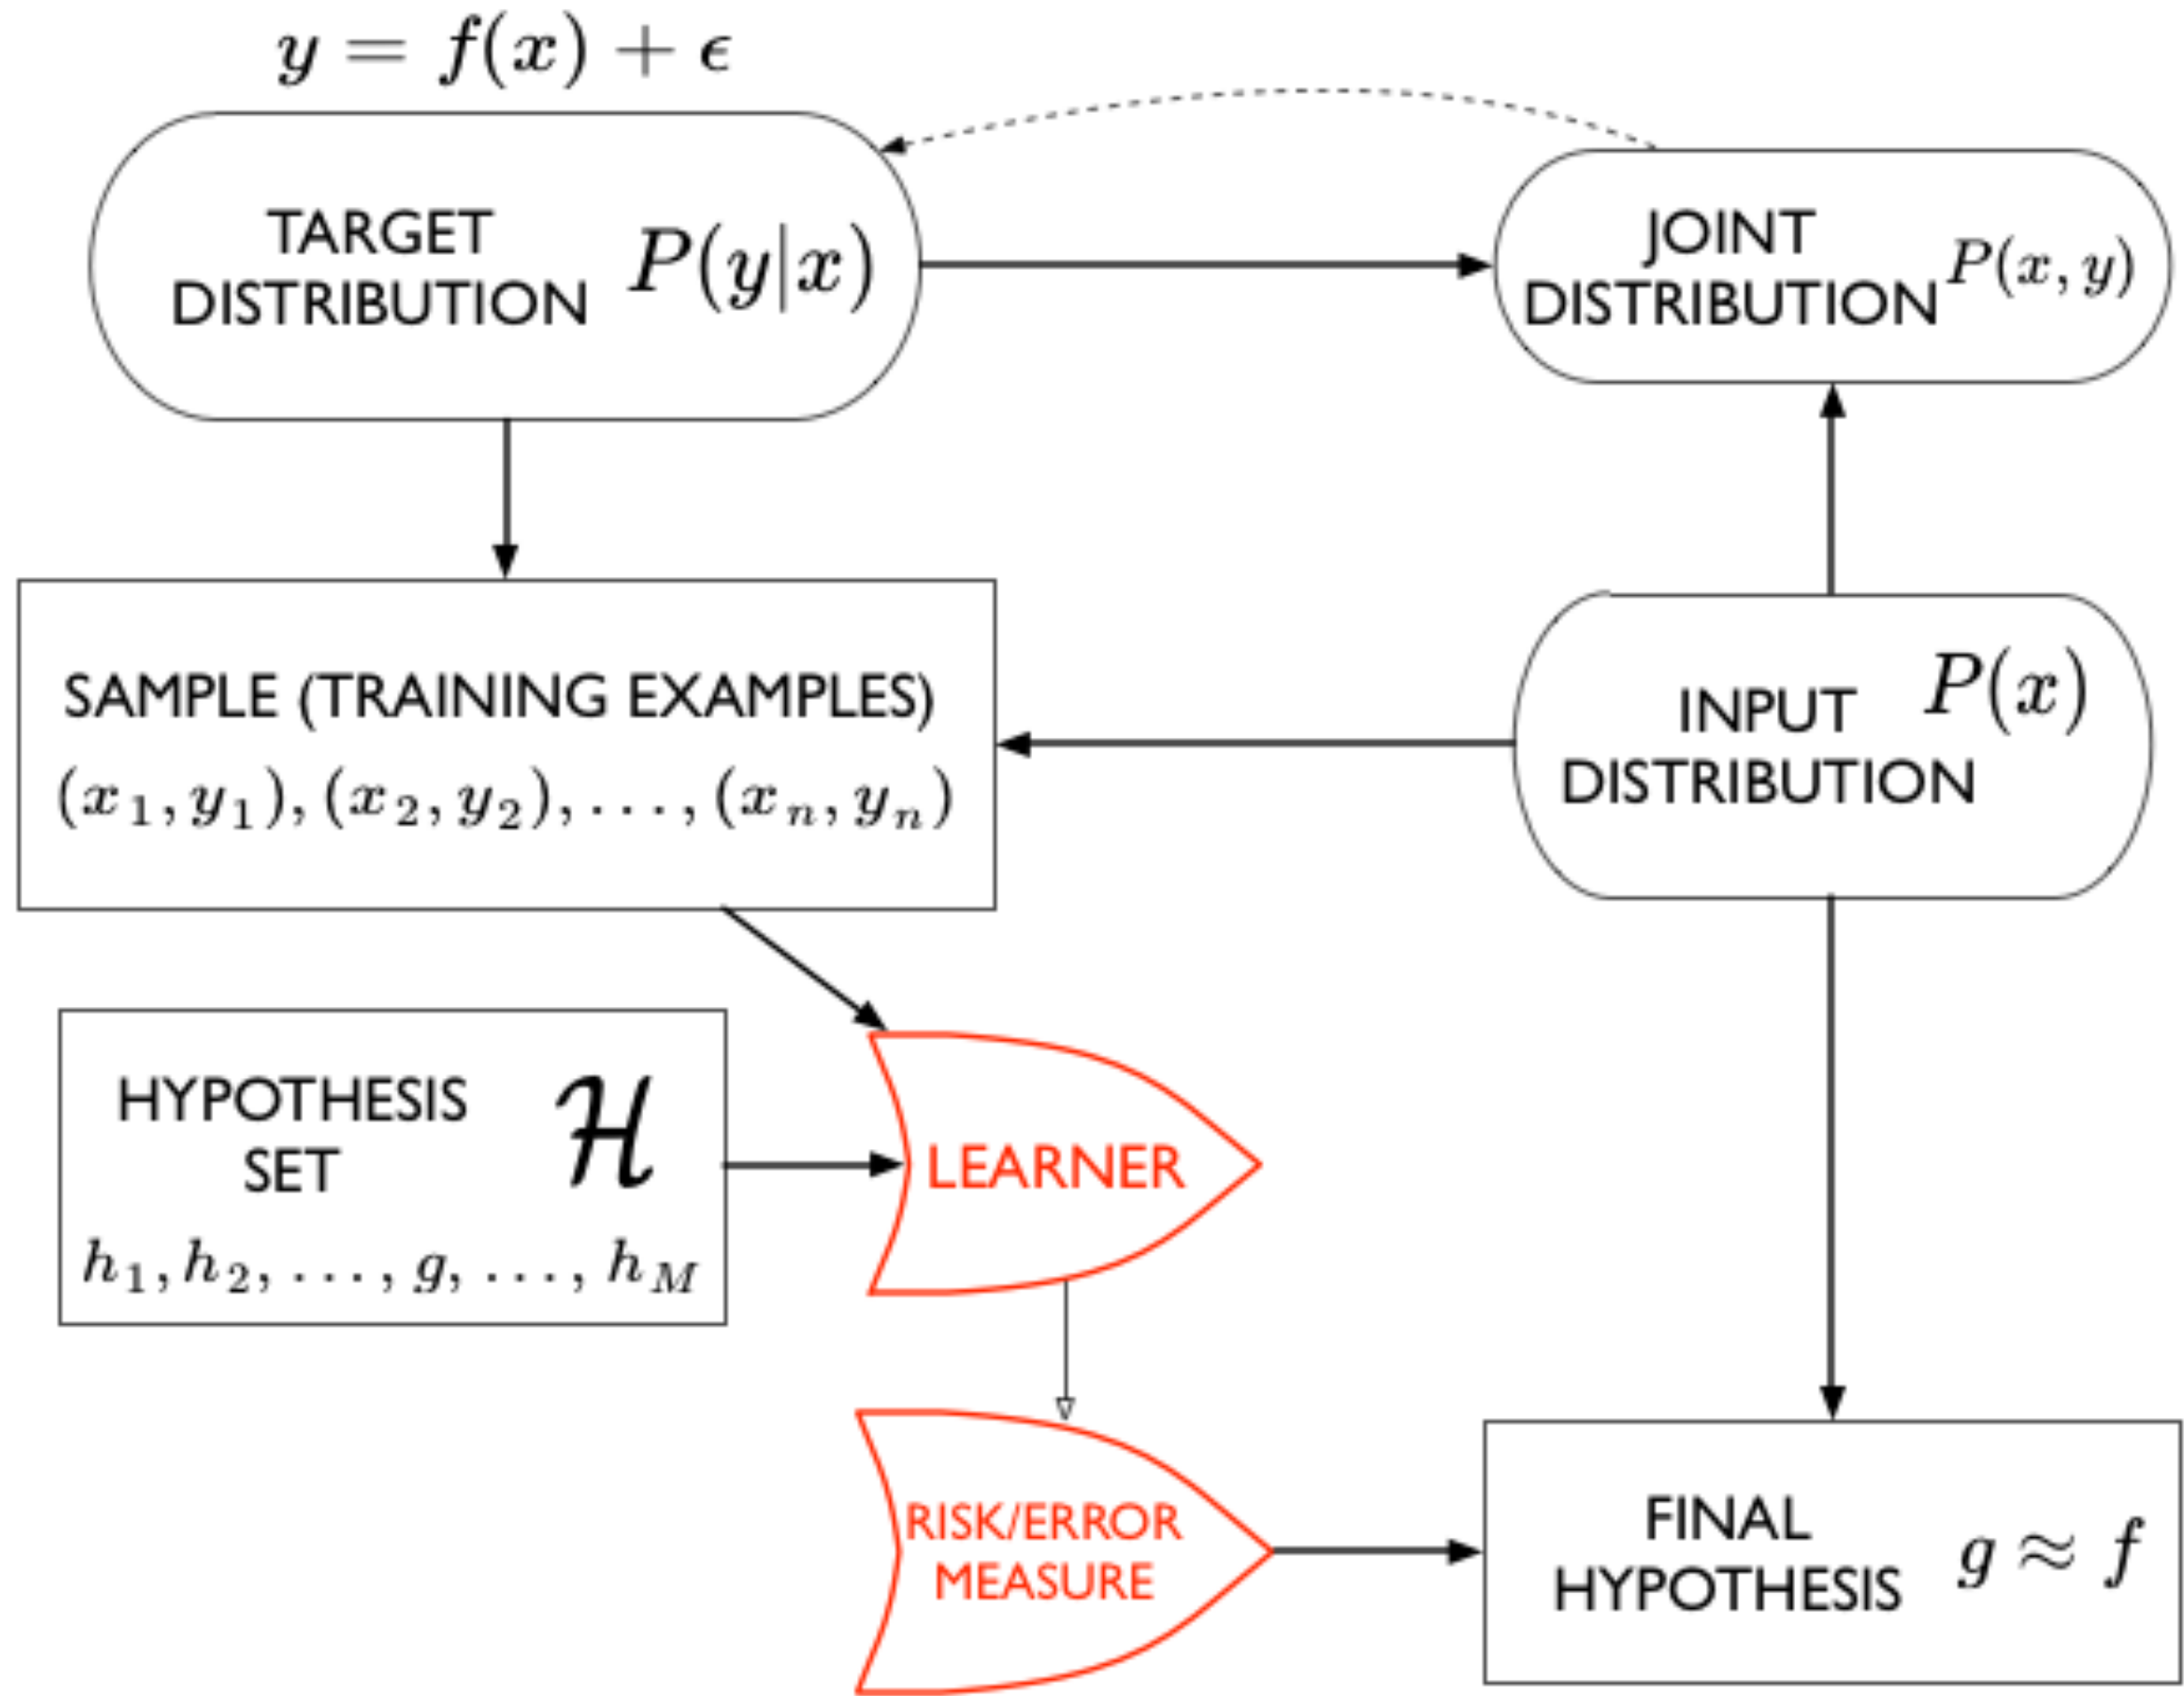 y = f(x) + ϵ
TARGET
DISTRIBUTION
P(y|x)
JOINT
DISTRIBUTION
P(x, y)
SAMPLE (TRAINING EXAMPLES)
(x₁, y₁), (x₂, y₂), . . . , (xₙ, yₙ)
INPUT
DISTRIBUTION
P(x)
HYPOTHESIS
SET
ℋ
h₁, h₂, . . . , g, . . . , h_M
LEARNER
RISK/ERROR
MEASURE
FINAL
HYPOTHESIS
g ≈ f